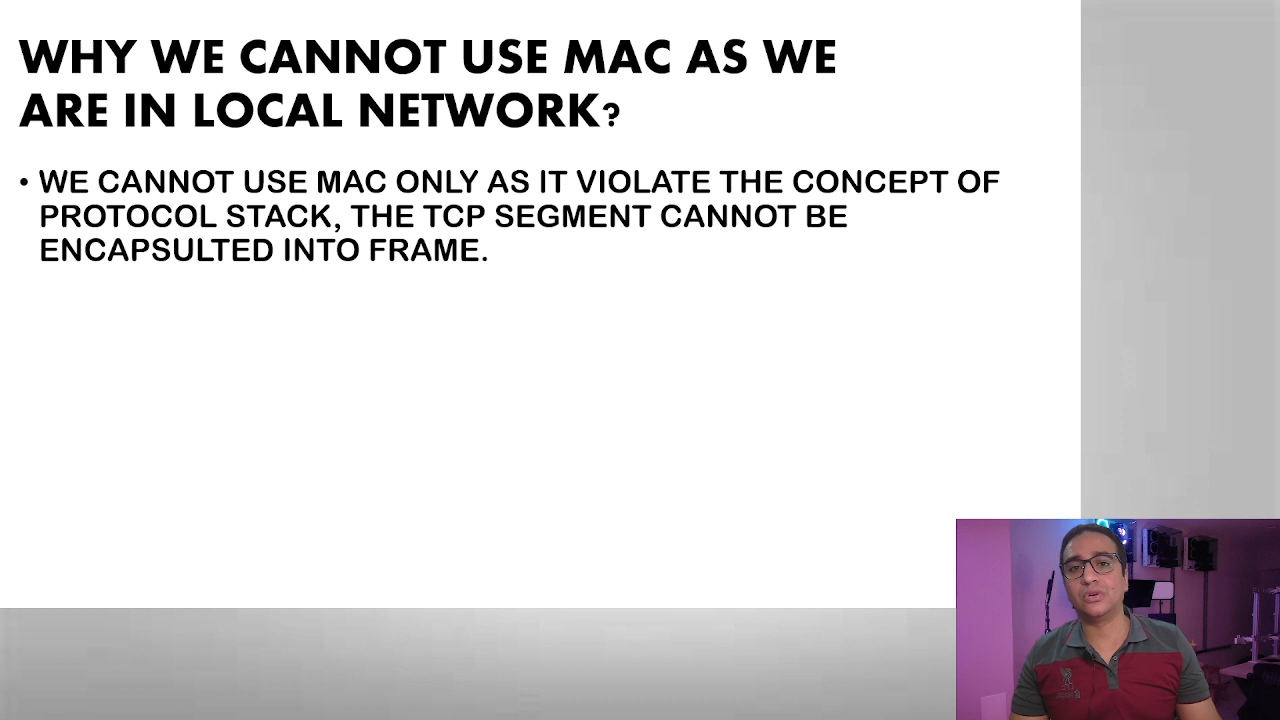 WHY WE CANNOT USE MAC AS WE
ARE IN LOCAL NETWORK?
• WE CANNOT USE MAC ONLY AS IT VIOLATE THE CONCEPT OF
PROTOCOL STACK, THE TCP SEGMENT CANNOT BE
ENCAPSULTED INTO FRAME.